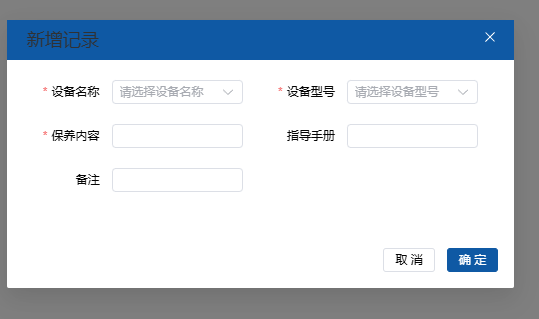 新增记录
* 设备名称 请选择设备名称 * 设备型号 请选择设备型号
* 保养内容 指导手册
备注
取 消 确 定